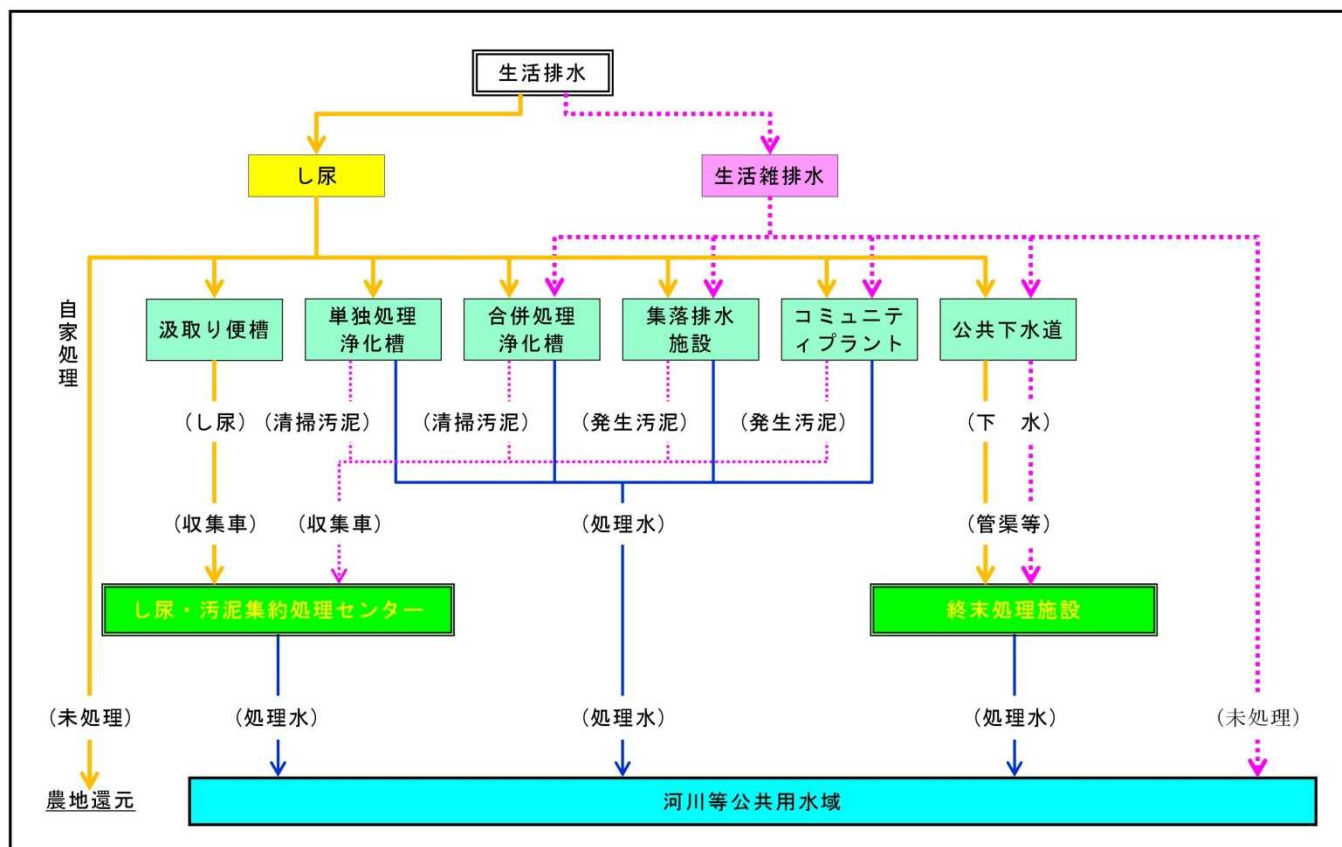 生活排水
し尿
生活雑排水
自家処理
汲取り便槽
単独処理
浄化槽
合併処理
浄化槽
集落排水
施設
コミュニテ
ィプラント
公共下水道
(し尿)
(清掃汚泥)
(清掃汚泥)
(発生汚泥)
(発生汚泥)
(下　水)
(収集車)
(収集車)
(処理水)
(管渠等)
し尿・汚泥集約処理センター
終末処理施設
(未処理)
(処理水)
(処理水)
(処理水)
(未処理)
農地還元
河川等公共用水域